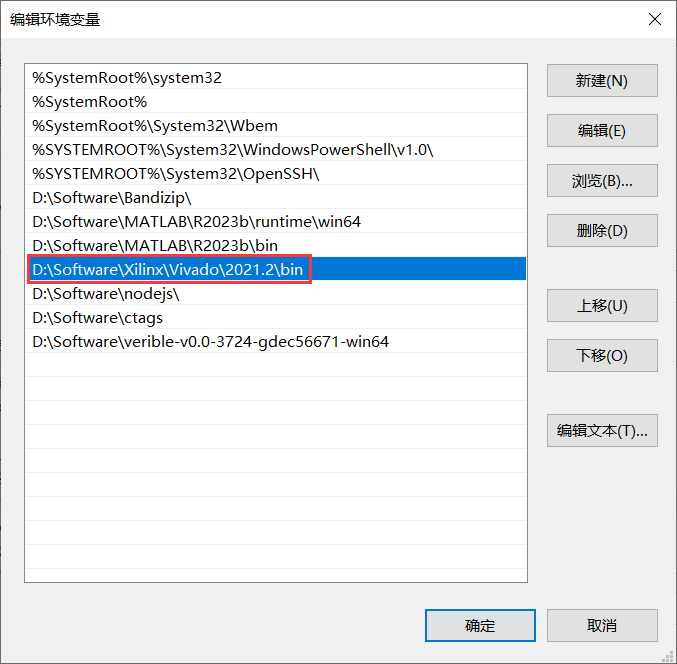 编辑环境变量
%SystemRoot%\system32
%SystemRoot%
%SystemRoot%\System32\Wbem
%SYSTEMROOT%\System32\WindowsPowerShell\v1.0\
%SYSTEMROOT%\System32\OpenSSH\
D:\Software\Bandizip\
D:\Software\MATLAB\R2023b\runtime\win64
D:\Software\MATLAB\R2023b\bin
D:\Software\Xilinx\Vivado\2021.2\bin
D:\Software\nodejs\
D:\Software\ctags
D:\Software\verible-v0.0-3724-gdec56671-win64
新建(N)
编辑(E)
浏览(B)...
删除(D)
上移(U)
下移(O)
编辑文本(T)...
确定
取消